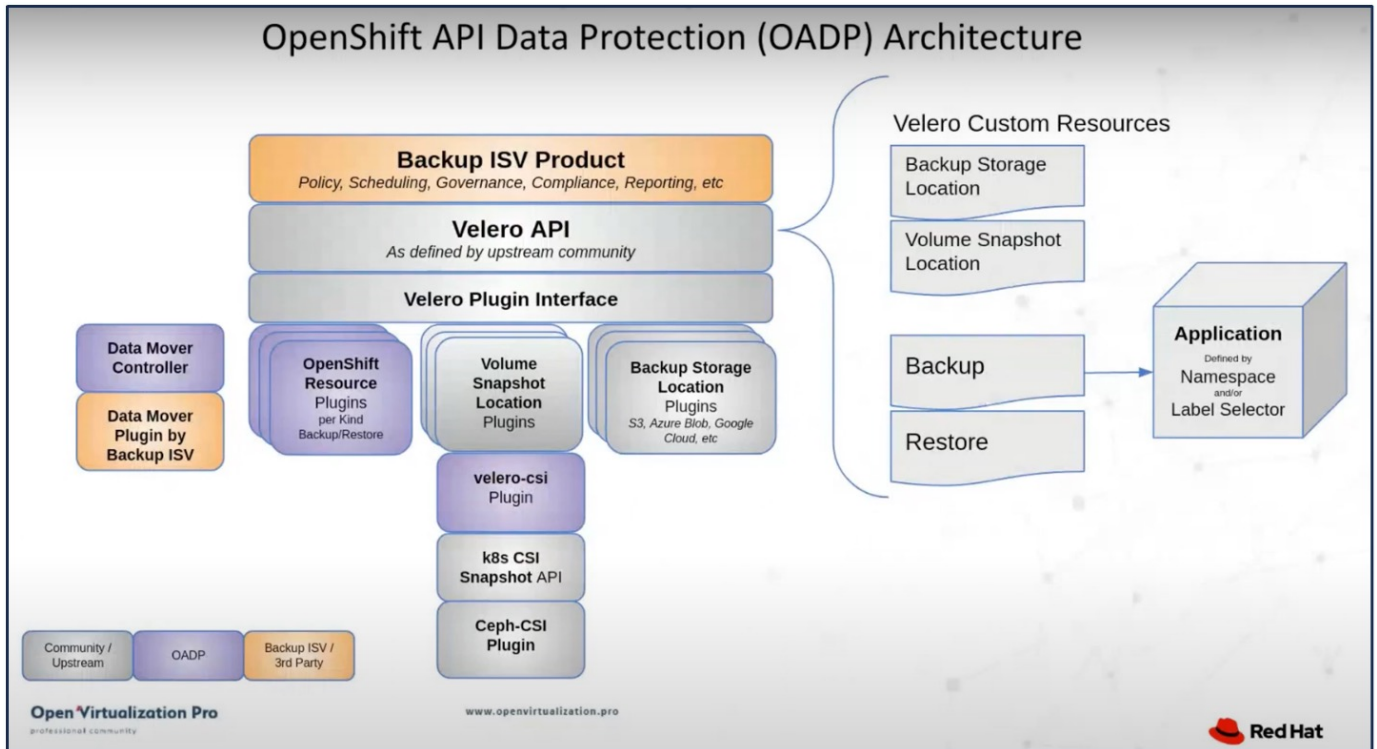 OpenShift API Data Protection (OADP) Architecture
Backup ISV Product
Policy, Scheduling, Governance, Compliance, Reporting, etc
Velero API
As defined by upstream community
Velero Plugin Interface
Data Mover
Controller
Data Mover
Plugin by
Backup ISV
OpenShift
Resource
Plugins
per Kind
Backup/Restore
Volume
Snapshot
Location
Plugins
Backup Storage
Location
Plugins
S3, Azure Blob, Google
Cloud, etc
velero-csi
Plugin
k8s CSI
Snapshot API
Ceph-CSI
Plugin
Velero Custom Resources
Backup Storage
Location
Volume Snapshot
Location
Backup
Restore
Application
Defined by
Namespace
and/or
Label Selector
Community /
Upstream
OADP
Backup ISV /
3rd Party
Open Virtualization Pro
professional community
www.openvirtualization.pro
Red Hat